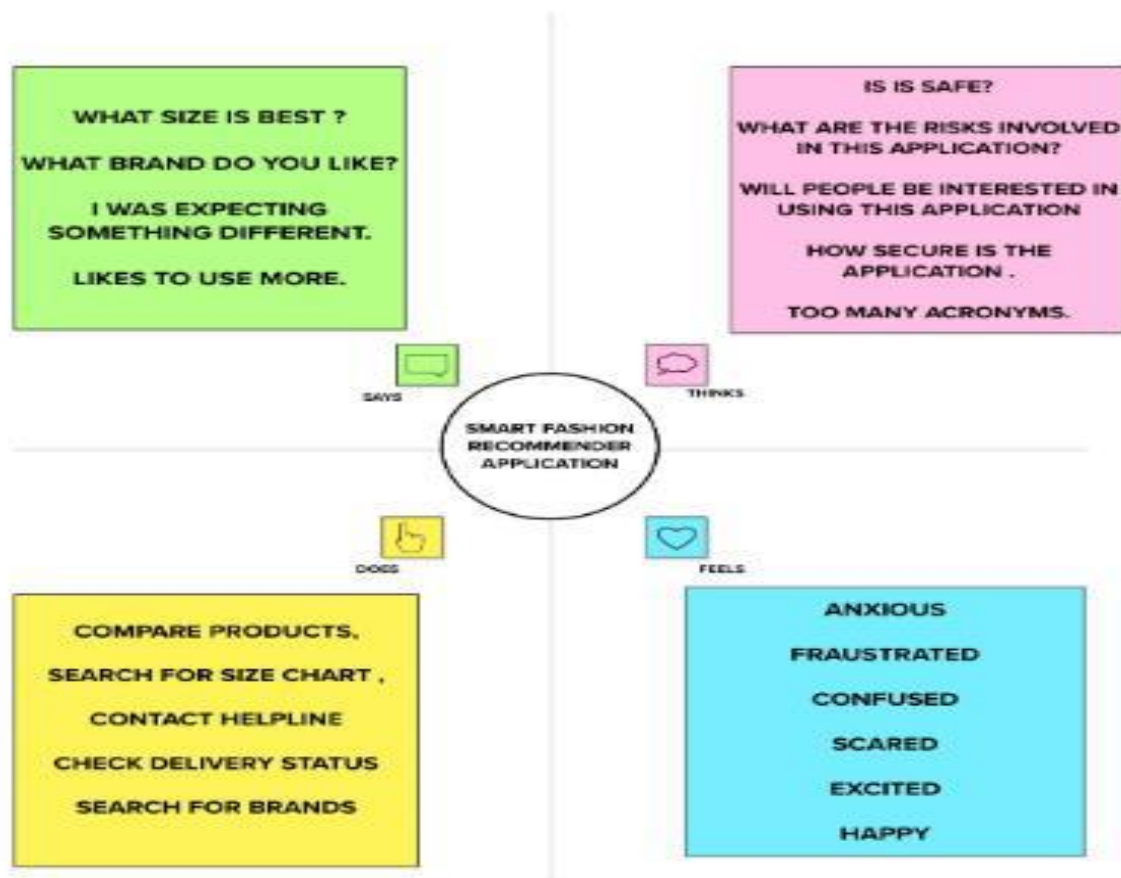 WHAT SIZE IS BEST ?
WHAT BRAND DO YOU LIKE?
I WAS EXPECTING
SOMETHING DIFFERENT.
LIKES TO USE MORE.
IS IS SAFE?
WHAT ARE THE RISKS INVOLVED
IN THIS APPLICATION?
WILL PEOPLE BE INTERESTED IN
USING THIS APPLICATION
HOW SECURE IS THE
APPLICATION .
TOO MANY ACRONYMS.
SAYS
THINKS
SMART FASHION
RECOMMENDER
APPLICATION
DOES
FEELS
COMPARE PRODUCTS,
SEARCH FOR SIZE CHART ,
CONTACT HELPLINE
CHECK DELIVERY STATUS
SEARCH FOR BRANDS
ANXIOUS
FRAUSTRATED
CONFUSED
SCARED
EXCITED
HAPPY